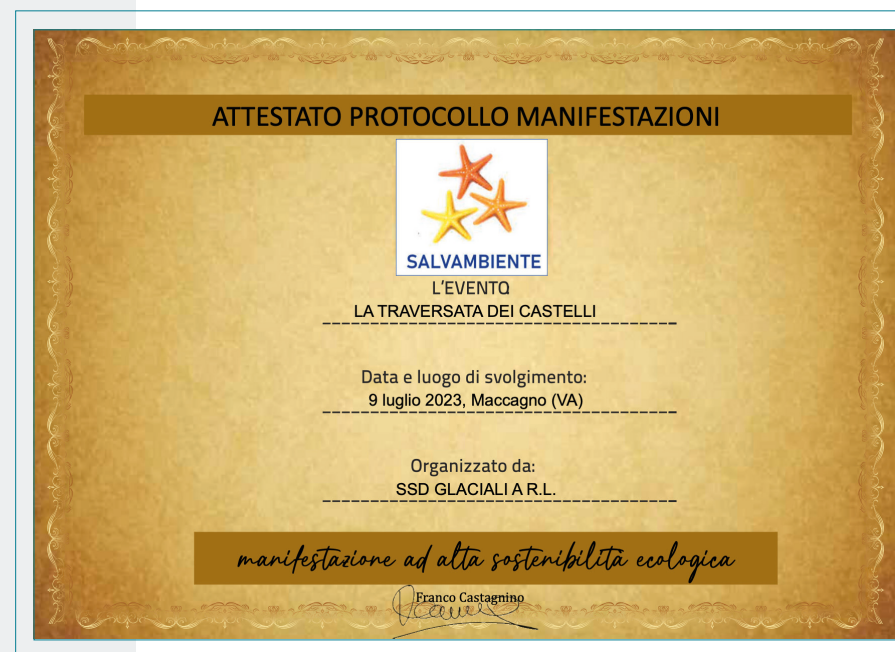 ATTESTATO PROTOCOLLO MANIFESTAZIONI
SALVAMBIENTE
L'EVENTO
LA TRAVERSATA DEI CASTELLI
Data e luogo di svolgimento:
9 luglio 2023, Maccagno (VA)
Organizzato da:
SSD GLACIALI A R.L.
manifestazione ad alta sostenibilità ecologica
Franco Castagnino